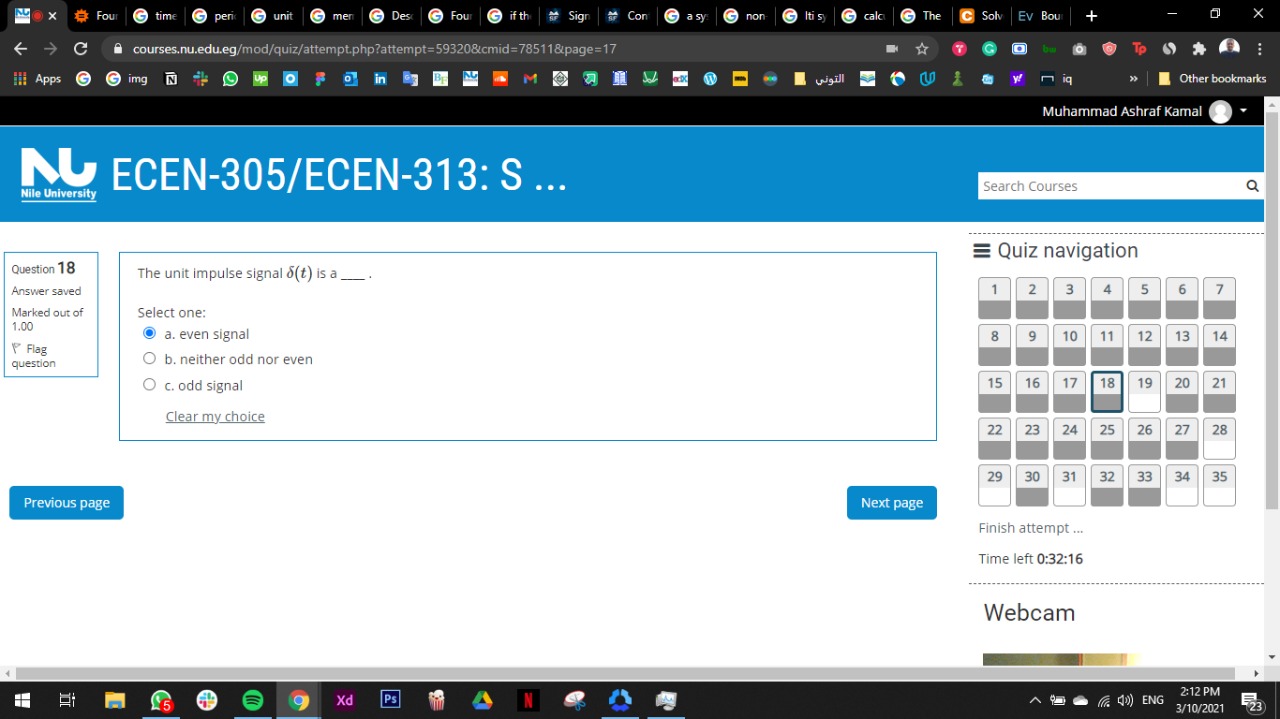 Four
time
peri
unit
men
Des
Four
if th
Sign
Con
a sy
non
lti sy
calc
The
Solv
Ev Bou
courses.nu.edu.eg/mod/quiz/attempt.php?attempt=59320&cmid=78511&page=17
Apps
img
التوني
iq
» Other bookmarks
Muhammad Ashraf Kamal
NU
Nile University
ECEN-305/ECEN-313: S ...
Search Courses
Question 18
Answer saved
Marked out of
1.00
Flag
question
The unit impulse signal δ(t) is a ____ .
Select one:
a. even signal
b. neither odd nor even
c. odd signal
Clear my choice
Previous page
Next page
Quiz navigation
1 2 3 4 5 6 7
8 9 10 11 12 13 14
15 16 17 18 19 20 21
22 23 24 25 26 27 28
29 30 31 32 33 34 35
Finish attempt ...
Time left 0:32:16
Webcam
5
Xd
Ps
N
ENG
2:12 PM
3/10/2021
23